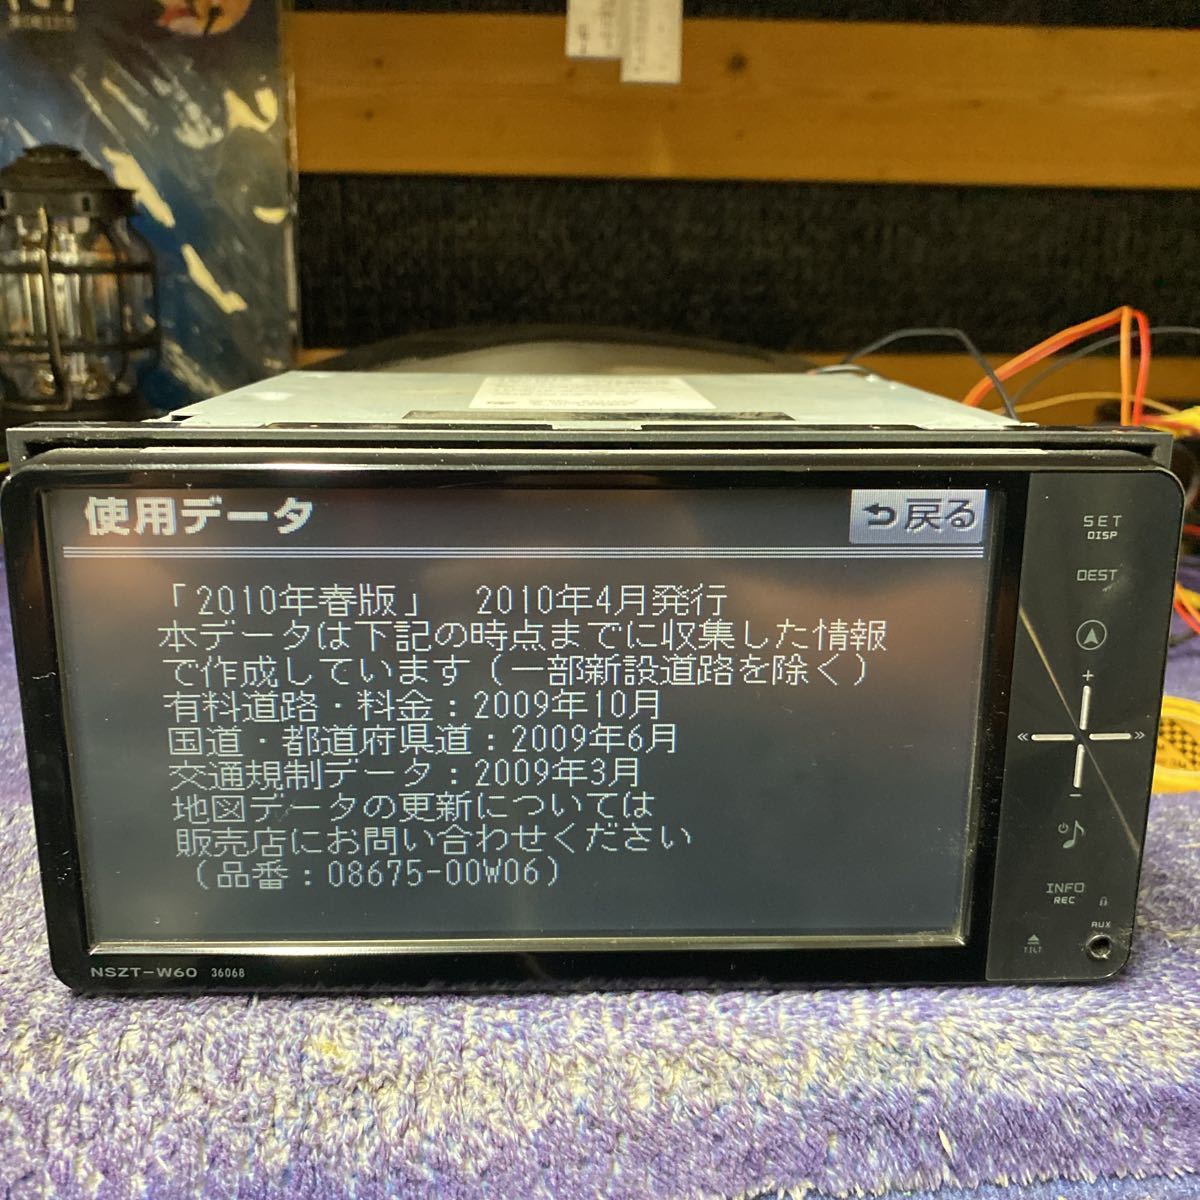 使用データ
戻る
「2010年春版」 2010年4月発行
本データは下記の時点までに収集した情報
で作成しています（一部新設道路を除く）
有料道路・料金：2009年10月
国道・都道府県道：2009年6月
交通規制データ：2009年3月
地図データの更新については
販売店にお問い合わせください
（品番：08675-00W06）
SET
DISP
DEST
+
«
»
−
INFO
REC
AUX
TILT
NSZT-W60 36068